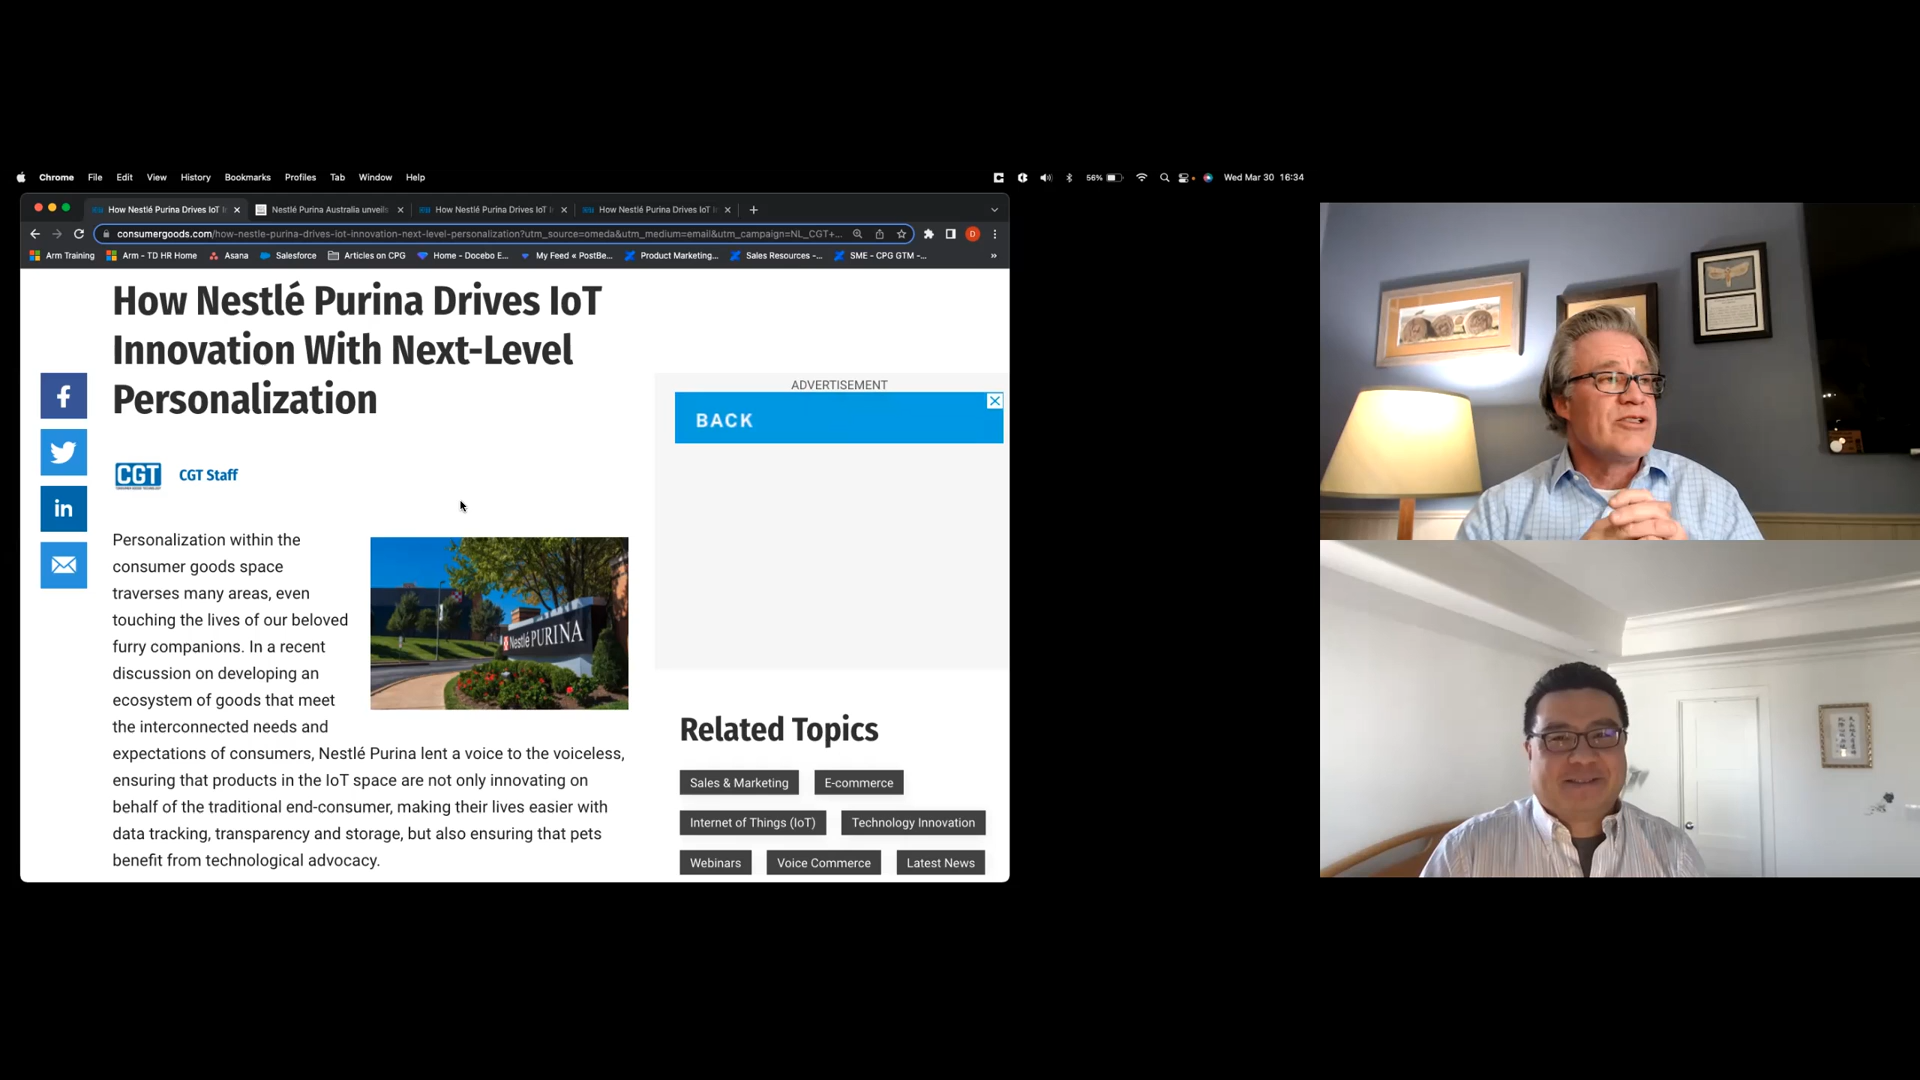 Chrome File Edit View History Bookmarks Profiles Tab Window Help
56% Wed Mar 30 16:34
How Nestlé Purina Drives IoT Nestlé Purina Australia unveils How Nestlé Purina Drives IoT How Nestlé Purina Drives IoT
consumergoods.com/how-nestle-purina-drives-iot-innovation-next-level-personalization?utm_source=omeda&utm_medium=email&utm_campaign=NL_CGT+...
D
Arm Training Arm - TD HR Home Asana Salesforce Articles on CPG Home - Docebo E... My Feed « PostBe... Product Marketing... Sales Resources -... SME - CPG GTM -... »
How Nestlé Purina Drives IoT
Innovation With Next-Level
Personalization
CGT
CGT Staff
Personalization within the
consumer goods space
traverses many areas, even
touching the lives of our beloved
furry companions. In a recent
discussion on developing an
ecosystem of goods that meet
the interconnected needs and
expectations of consumers, Nestlé Purina lent a voice to the voiceless,
ensuring that products in the IoT space are not only innovating on
behalf of the traditional end-consumer, making their lives easier with
data tracking, transparency and storage, but also ensuring that pets
benefit from technological advocacy.
Nestlé PURINA
ADVERTISEMENT
BACK
Related Topics
Sales & Marketing E-commerce
Internet of Things (IoT) Technology Innovation
Webinars Voice Commerce Latest News